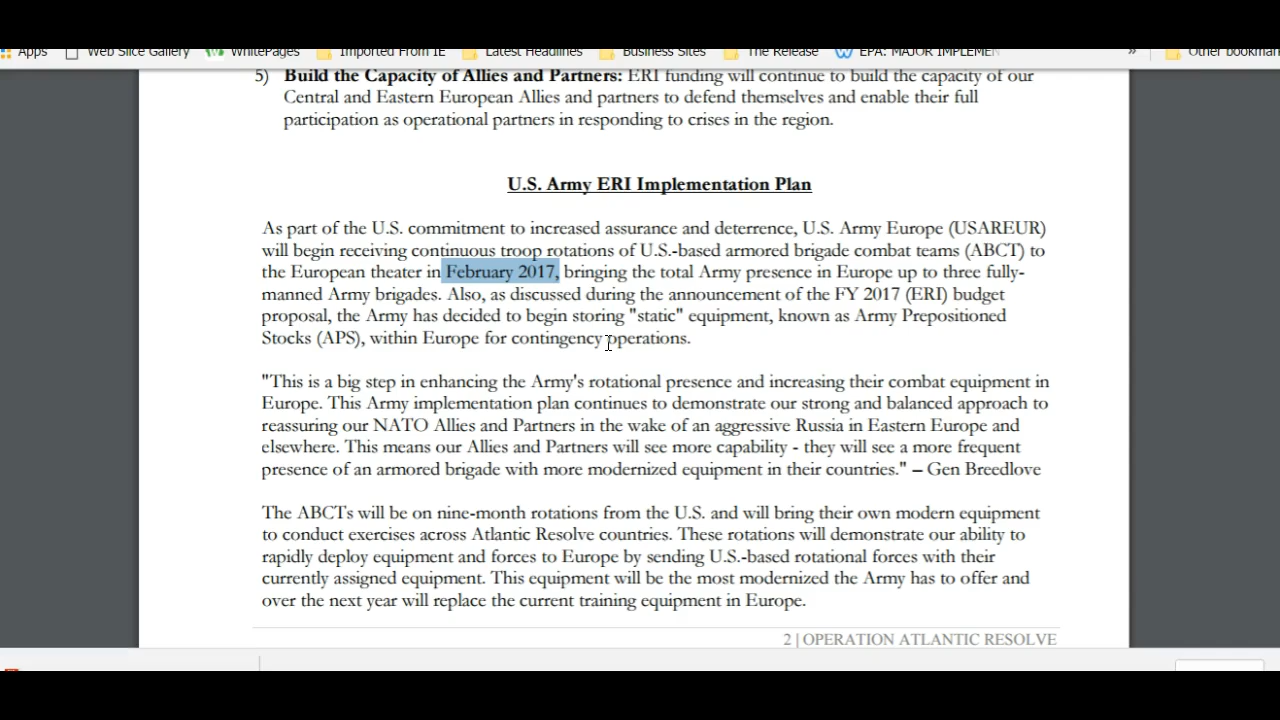 Apps Web Slice Gallery WhitePages Imported From IE Latest Headlines Business Sites The Release EPA: MAJOR IMPLEMEN » Other bookmar
5) Build the Capacity of Allies and Partners: ERI funding will continue to build the capacity of our
Central and Eastern European Allies and partners to defend themselves and enable their full
participation as operational partners in responding to crises in the region.
U.S. Army ERI Implementation Plan
As part of the U.S. commitment to increased assurance and deterrence, U.S. Army Europe (USAREUR)
will begin receiving continuous troop rotations of U.S.-based armored brigade combat teams (ABCT) to
the European theater in February 2017, bringing the total Army presence in Europe up to three fully-
manned Army brigades. Also, as discussed during the announcement of the FY 2017 (ERI) budget
proposal, the Army has decided to begin storing "static" equipment, known as Army Prepositioned
Stocks (APS), within Europe for contingency operations.
"This is a big step in enhancing the Army's rotational presence and increasing their combat equipment in
Europe. This Army implementation plan continues to demonstrate our strong and balanced approach to
reassuring our NATO Allies and Partners in the wake of an aggressive Russia in Eastern Europe and
elsewhere. This means our Allies and Partners will see more capability - they will see a more frequent
presence of an armored brigade with more modernized equipment in their countries." – Gen Breedlove
The ABCTs will be on nine-month rotations from the U.S. and will bring their own modern equipment
to conduct exercises across Atlantic Resolve countries. These rotations will demonstrate our ability to
rapidly deploy equipment and forces to Europe by sending U.S.-based rotational forces with their
currently assigned equipment. This equipment will be the most modernized the Army has to offer and
over the next year will replace the current training equipment in Europe.
2 | OPERATION ATLANTIC RESOLVE